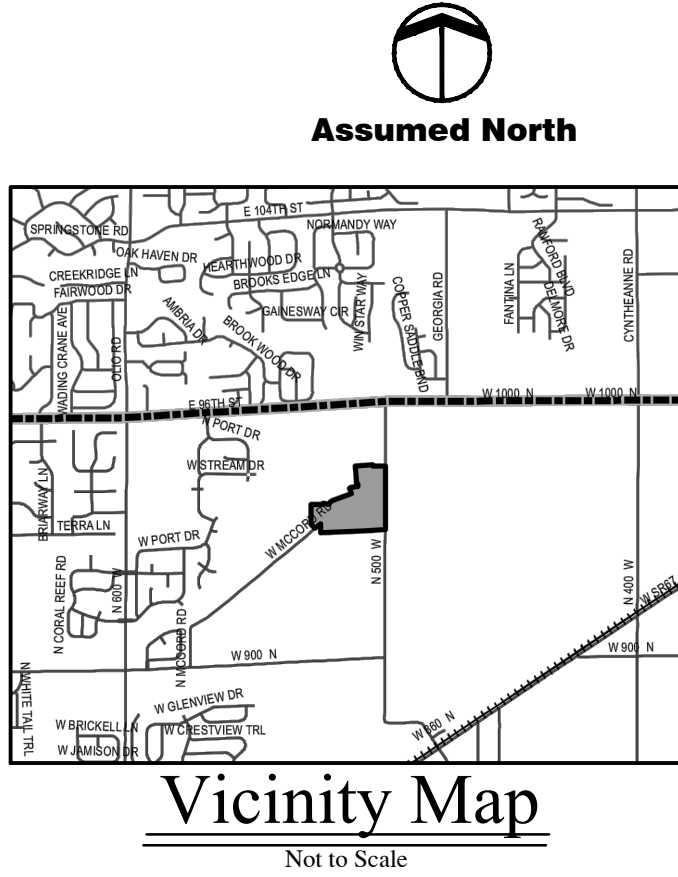 Assumed North
E 104TH ST
SPRINGSTONE RD
NORMANDY WAY
RANFORD BLVD
OAK HAVEN DR
HEARTHWOOD DR
CREEKRIDGE LN
BROOKS EDGE LN
FAIRWOOD DR
WIN STAR WAY
COPPER SADDLE BND
GEORGIA RD
FANTINA LN
DELMORE DR
CYNTHEANNE RD
WADING CRANE AVE
AMBRIA DR
GAINESWAY CIR
BROOK WOOD DR
OLIO RD
W 1000 N
W 1000 N
E 96TH ST
N PORT DR
W STREAM DR
BRIARWAY LN
TERRA LN
W PORT DR
W MCCORD RD
N 500 W
N 400 W
W SR67
N CORAL REEF RD
N 600 W
N MCCORD RD
W 900 N
W 900 N
N WHITE TAIL TRL
W GLENVIEW DR
W BRICKELL LN
W CRESTVIEW TRL
W 860 N
W JAMISON DR
Vicinity Map
Not to Scale